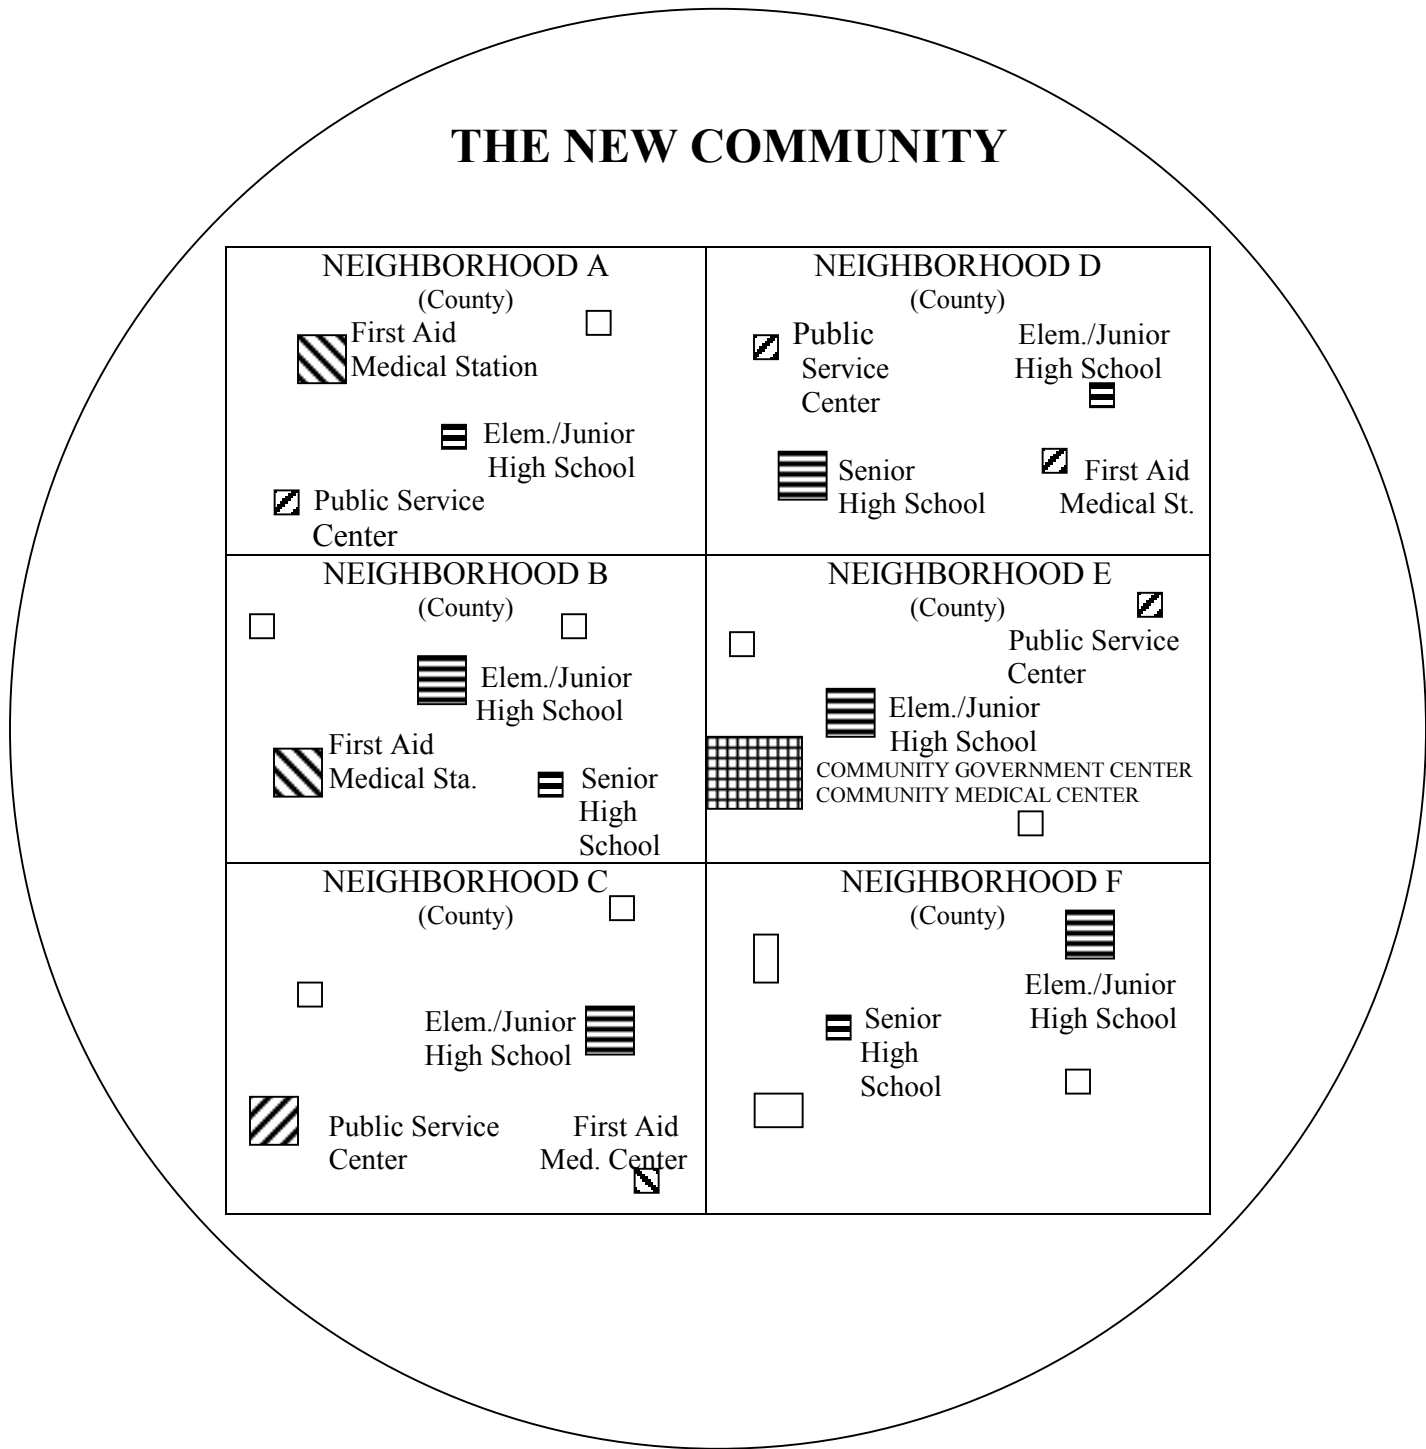 THE NEW COMMUNITY
NEIGHBORHOOD A
(County)
First Aid
Medical Station
Elem./Junior
High School
Public Service
Center
NEIGHBORHOOD D
(County)
Public
Service
Center
Elem./Junior
High School
Senior
High School
First Aid
Medical St.
NEIGHBORHOOD B
(County)
Elem./Junior
High School
First Aid
Medical Sta.
Senior
High
School
NEIGHBORHOOD E
(County)
Public Service
Center
Elem./Junior
High School
COMMUNITY GOVERNMENT CENTER
COMMUNITY MEDICAL CENTER
NEIGHBORHOOD C
(County)
Elem./Junior
High School
Public Service
Center
First Aid
Med. Center
NEIGHBORHOOD F
(County)
Elem./Junior
High School
Senior
High
School